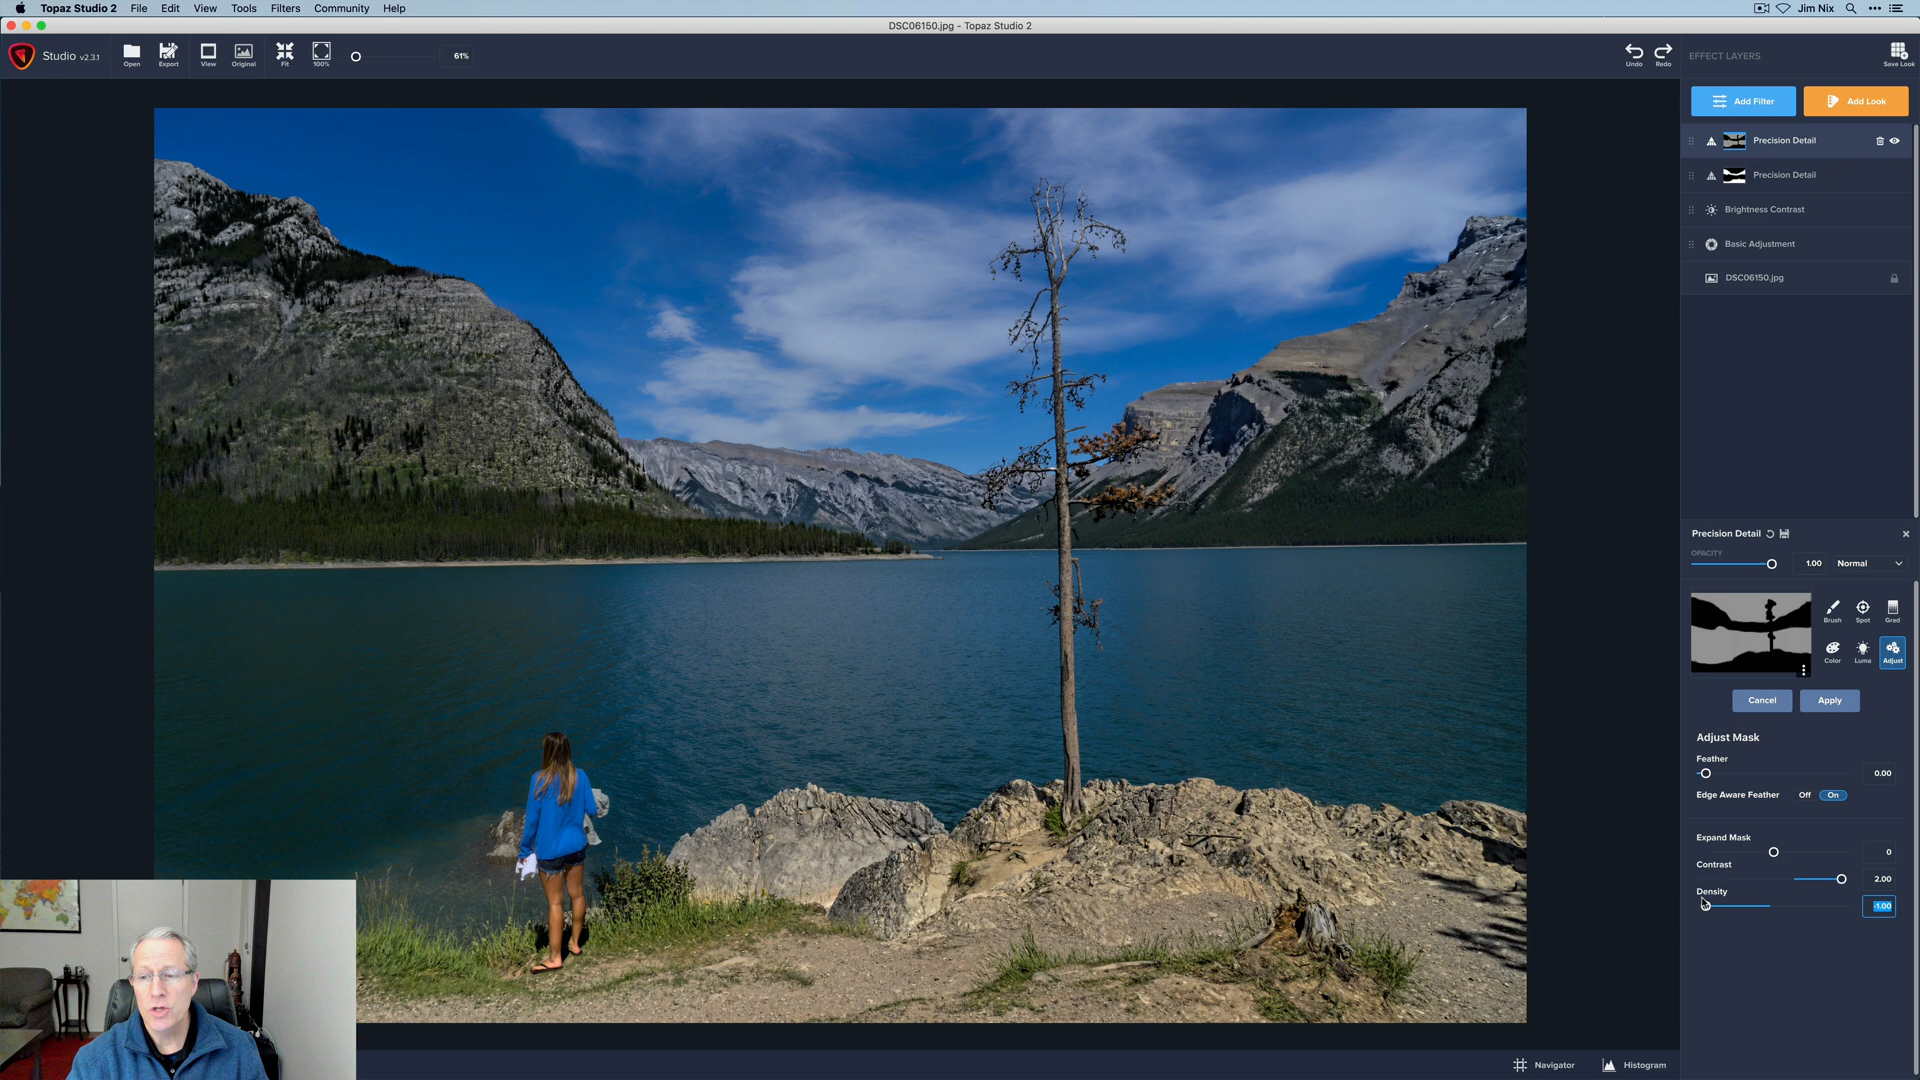 Topaz Studio 2 File Edit View Tools Filters Community Help
Jim Nix
DSC06150.jpg - Topaz Studio 2
Studio v2.3.1
Open
Export
View
Original
Fit
100%
61%
Undo
Redo
EFFECT LAYERS
Save Look
Add Filter
Add Look
Precision Detail
Precision Detail
Brightness Contrast
Basic Adjustment
DSC06150.jpg
Precision Detail
OPACITY
1.00 Normal
Brush Spot Grad
Color Luma Adjust
Cancel Apply
Adjust Mask
Feather
0.00
Edge Aware Feather Off On
Expand Mask
0
Contrast
2.00
Density
-1.00
Navigator
Histogram